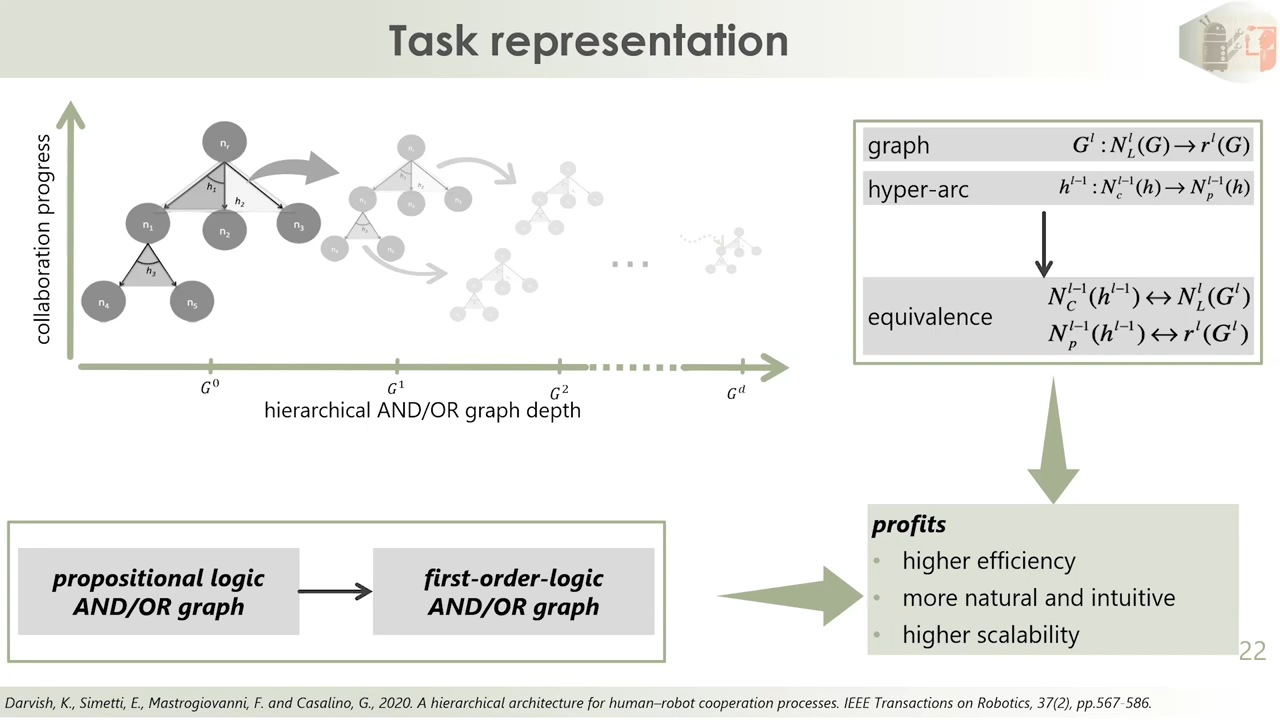 Task representation
collaboration progress
n_r
h_1
h_2
n_1
n_2
n_3
h_3
n_4
n_5
...
G^0
G^1
G^2
G^d
hierarchical AND/OR graph depth
graph G^l : N_L^l(G) → r^l(G)
hyper-arc h^{l-1} : N_c^{l-1}(h) → N_p^{l-1}(h)
equivalence
N_C^{l-1}(h^{l-1}) ↔ N_L^l(G^l)
N_p^{l-1}(h^{l-1}) ↔ r^l(G^l)
propositional logic
AND/OR graph
first-order-logic
AND/OR graph
profits
• higher efficiency
• more natural and intuitive
• higher scalability
22
Darvish, K., Simetti, E., Mastrogiovanni, F. and Casalino, G., 2020. A hierarchical architecture for human–robot cooperation processes. IEEE Transactions on Robotics, 37(2), pp.567-586.